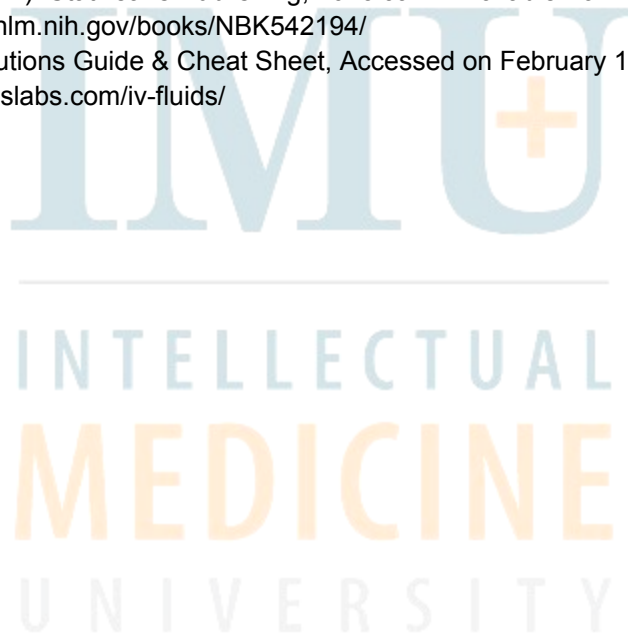 nlm.nih.gov/books/NBK542194/
utions Guide & Cheat Sheet, Accessed on February 1
slabs.com/iv-fluids/
IMU
INTELLECTUAL
MEDICINE
UNIVERSITY